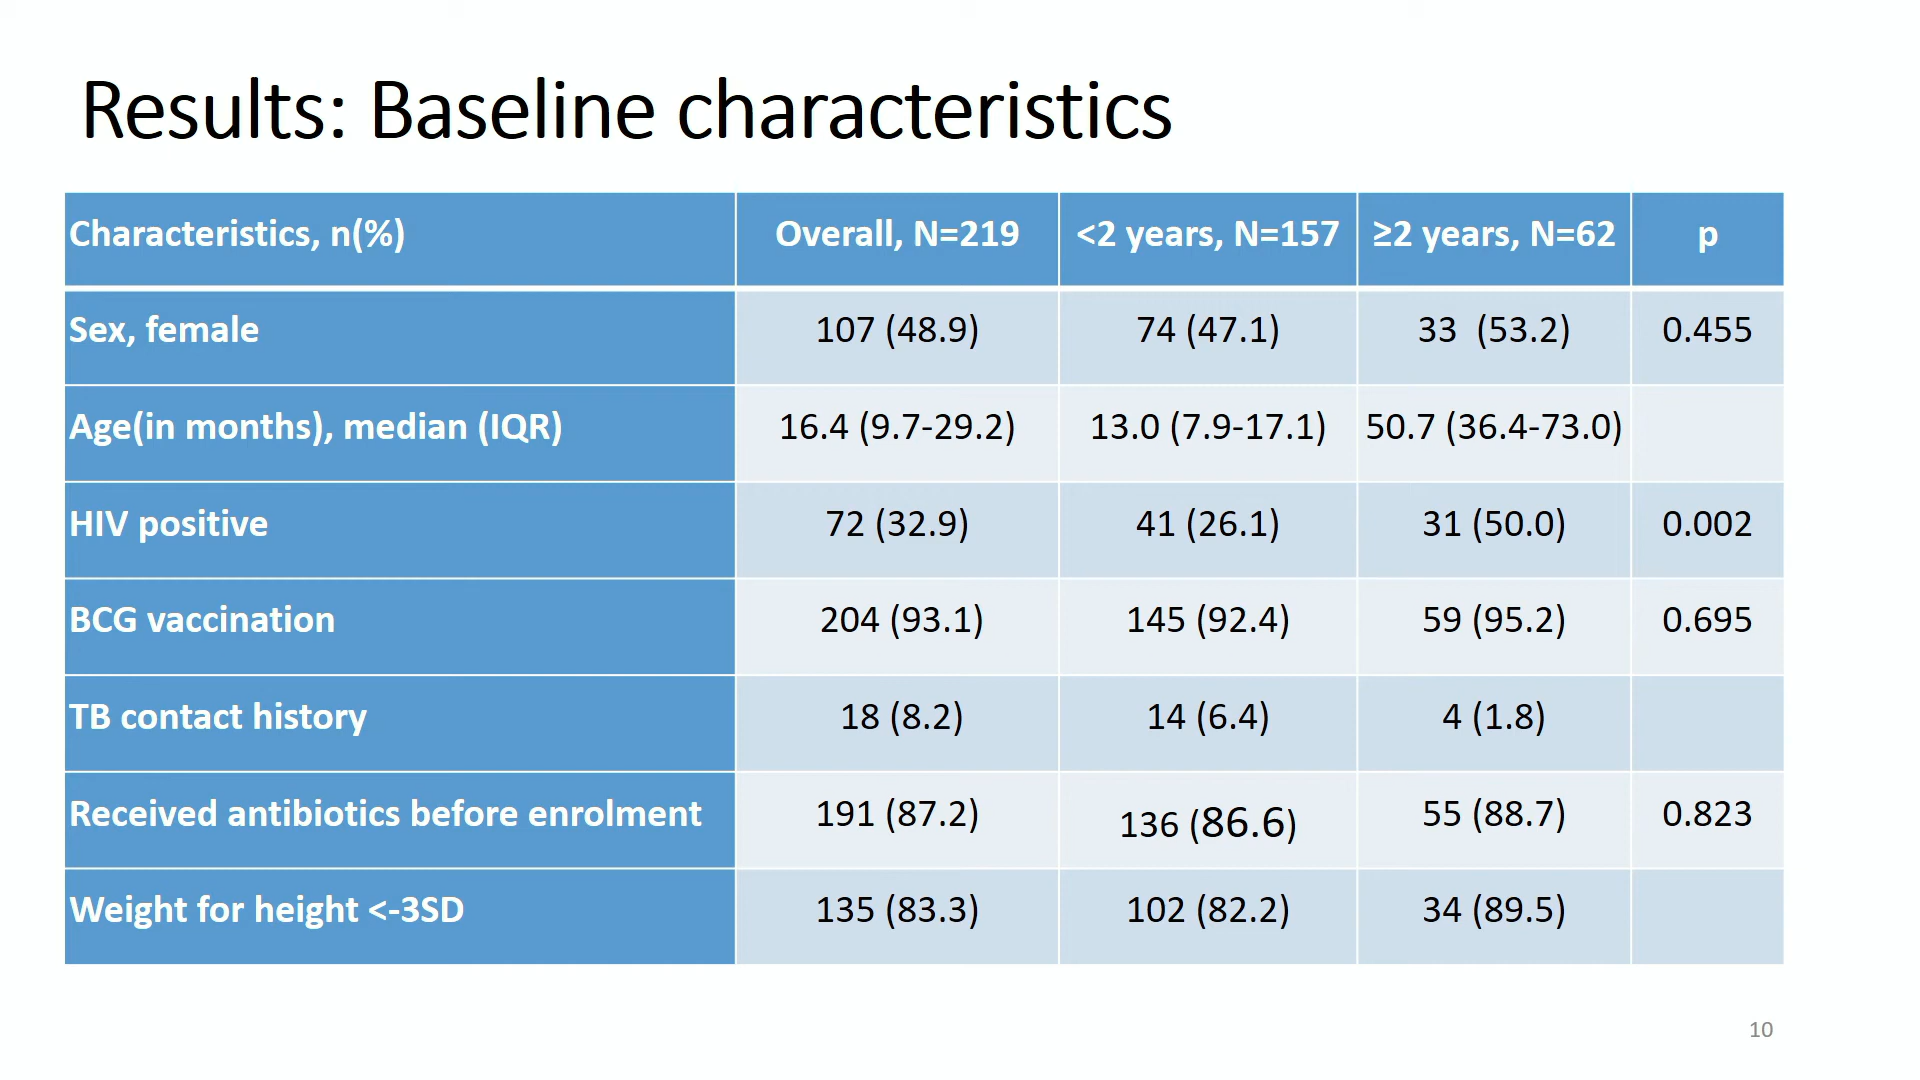 Results: Baseline characteristics
Characteristics, n(%) Overall, N=219 <2 years, N=157 ≥2 years, N=62 p
Sex, female 107 (48.9) 74 (47.1) 33 (53.2) 0.455
Age(in months), median (IQR) 16.4 (9.7-29.2) 13.0 (7.9-17.1) 50.7 (36.4-73.0)
HIV positive 72 (32.9) 41 (26.1) 31 (50.0) 0.002
BCG vaccination 204 (93.1) 145 (92.4) 59 (95.2) 0.695
TB contact history 18 (8.2) 14 (6.4) 4 (1.8)
Received antibiotics before enrolment 191 (87.2) 136 (86.6) 55 (88.7) 0.823
Weight for height <-3SD 135 (83.3) 102 (82.2) 34 (89.5)
10